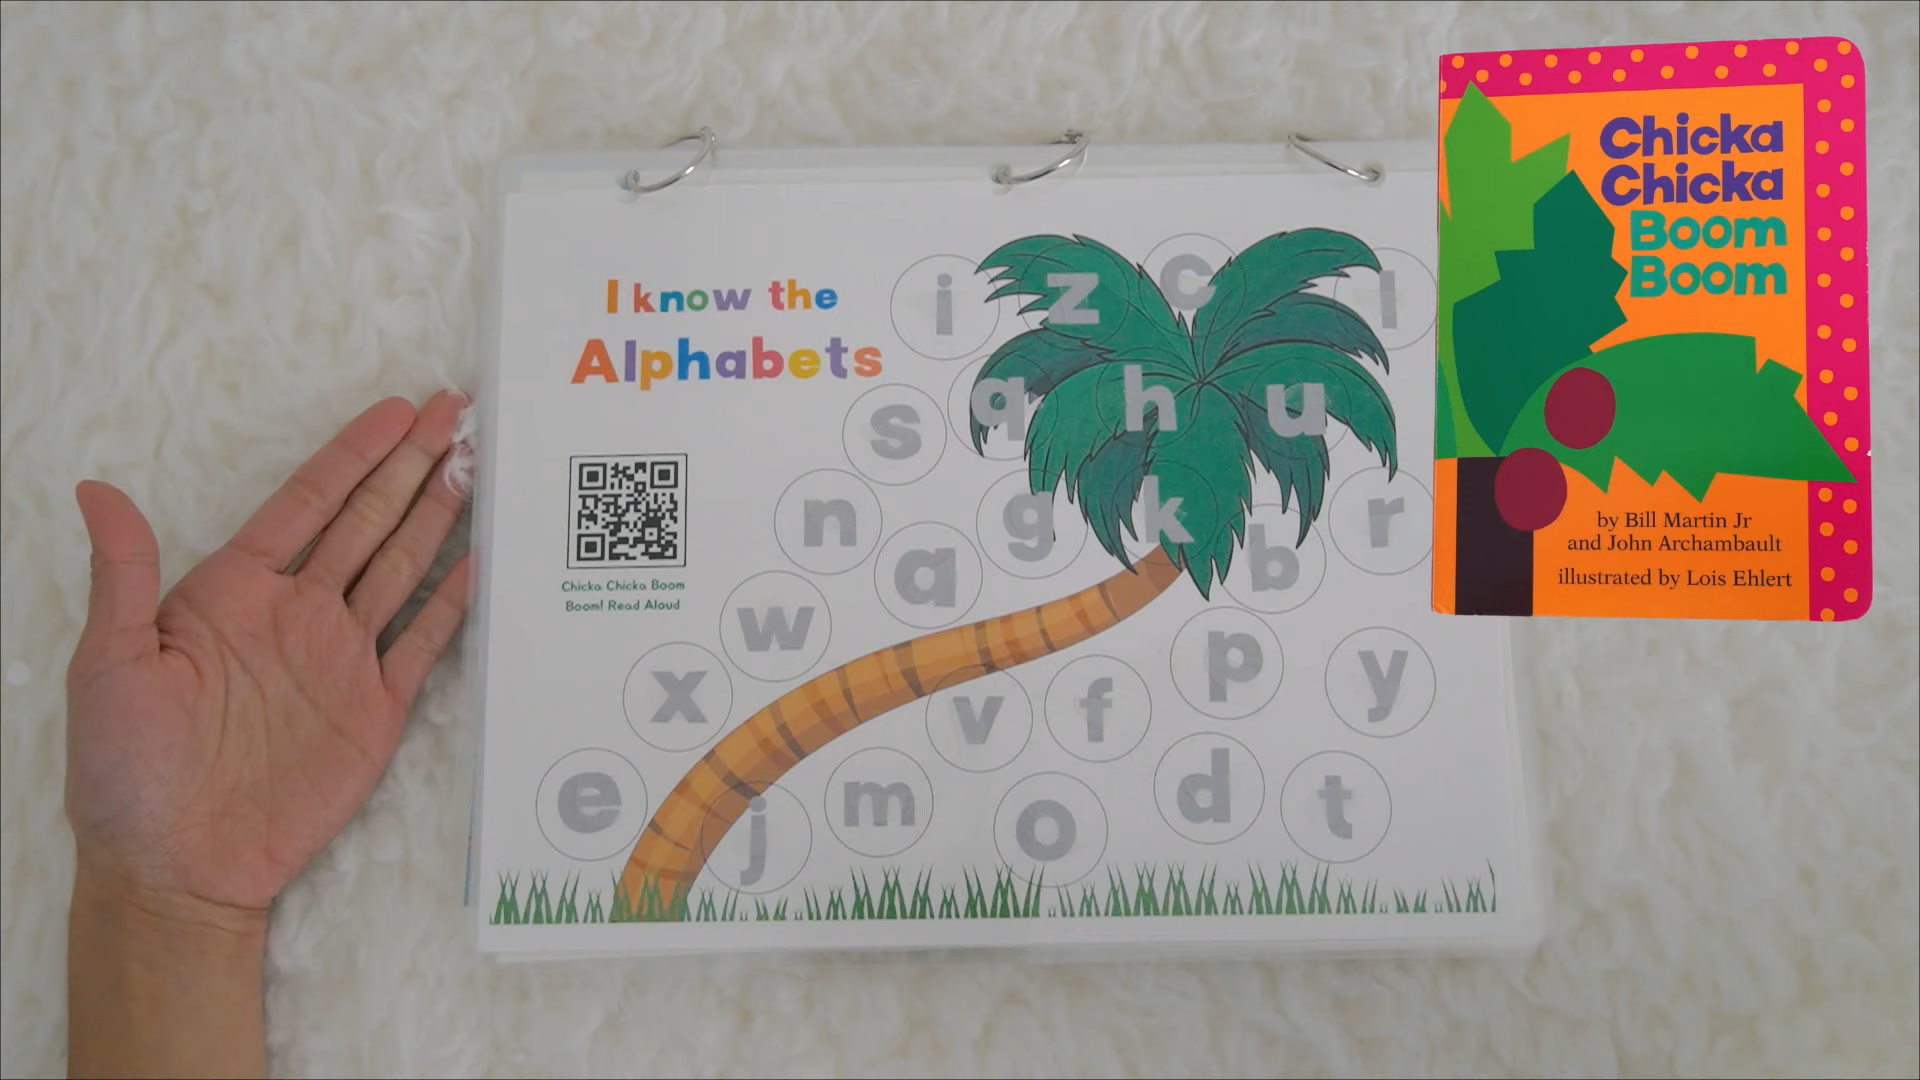 I know the
Alphabets
Chicka Chicka Boom
Boom! Read Aloud
i z c l
s q h u
n g k r
a b
w
x v f p y
e j m o d t
Chicka
Chicka
Boom
Boom
by Bill Martin Jr
and John Archambault
illustrated by Lois Ehlert